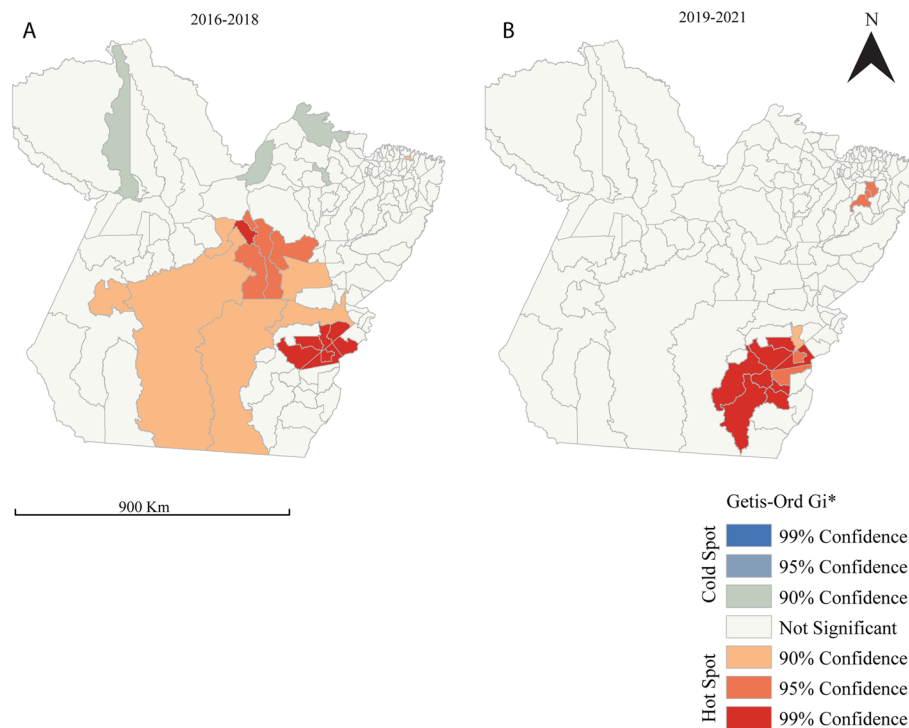 2016-2018
2019-2021
A
B
N
900 Km
Getis-Ord Gi*
Cold Spot
99% Confidence
95% Confidence
90% Confidence
Not Significant
Hot Spot
90% Confidence
95% Confidence
99% Confidence